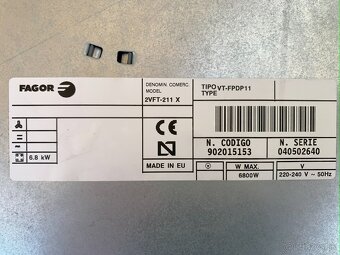 FAGOR
DENOMIN COMERC.
MODEL
2VFT-211 X
TIPO VT-FPDP11
TYPE
CE
MADE IN EU
6.8 kW
N. CODIGO
902015153
N. SERIE
040502640
W MAX.
6800W
V
220-240 V ~ 50Hz